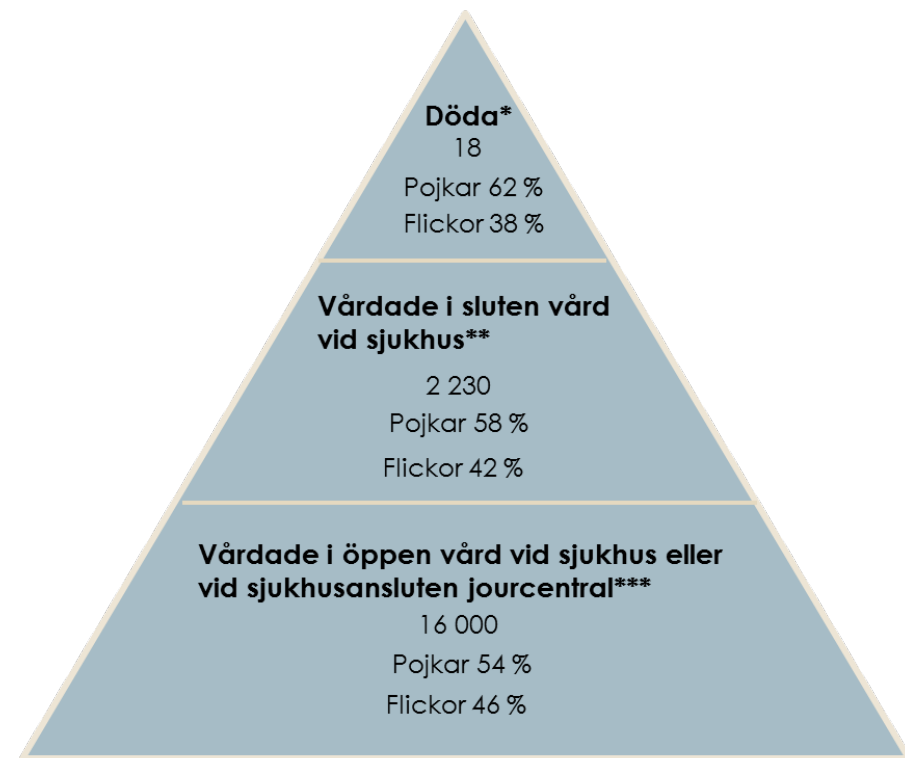 Döda*
18
Pojkar 62 %
Flickor 38 %
Vårdade i sluten vård
vid sjukhus**
2 230
Pojkar 58 %
Flickor 42 %
Vårdade i öppen vård vid sjukhus eller
vid sjukhusansluten jourcentral***
16 000
Pojkar 54 %
Flickor 46 %